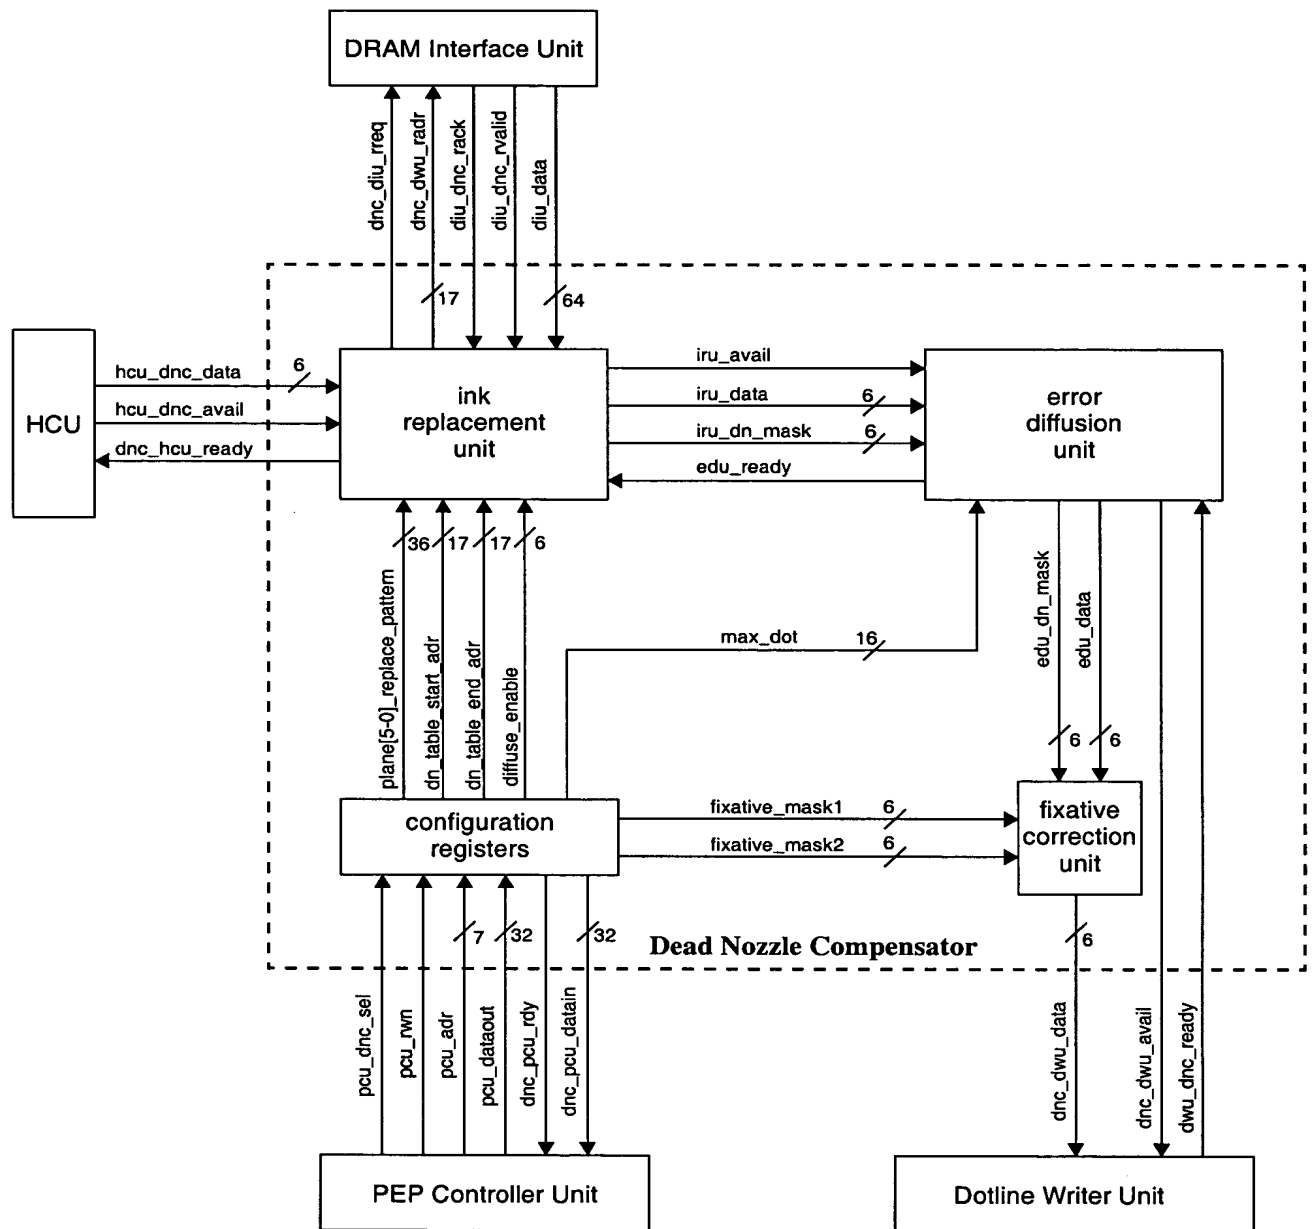 DRAM Interface Unit
dnc_diu_rreq
dnc_dwu_radr
diu_dnc_rack
diu_dnc_rvalid
diu_data
17
64
HCU
hcu_dnc_data
6
hcu_dnc_avail
dnc_hcu_ready
ink
replacement
unit
iru_avail
iru_data
6
iru_dn_mask
6
edu_ready
error
diffusion
unit
36
17
17
6
plane[5-0]_replace_pattern
dn_table_start_adr
dn_table_end_adr
diffuse_enable
max_dot
16
edu_dn_mask
edu_data
6
6
configuration
registers
fixative_mask1
6
fixative_mask2
6
fixative
correction
unit
7
32
32
6
Dead Nozzle Compensator
pcu_dnc_sel
pcu_rwn
pcu_adr
pcu_dataout
dnc_pcu_rdy
dnc_pcu_datain
dnc_dwu_data
dnc_dwu_avail
dwu_dnc_ready
PEP Controller Unit
Dotline Writer Unit